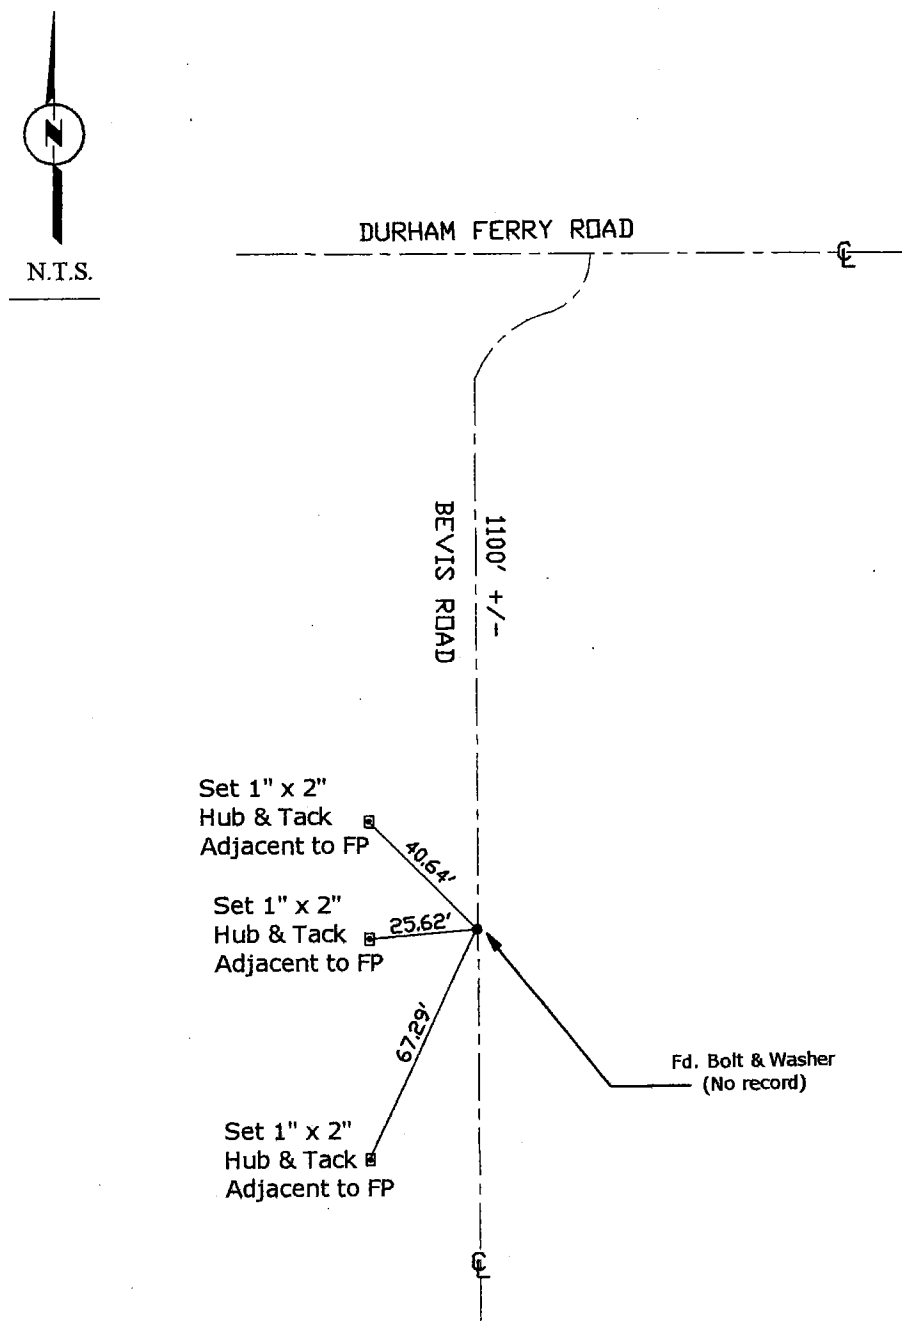 N
N.T.S.
DURHAM FERRY ROAD
℄
BEVIS ROAD
1100' +/-
Set 1" x 2"
Hub & Tack
Adjacent to FP
40.64'
Set 1" x 2"
Hub & Tack
Adjacent to FP
25.62'
67.29'
Fd. Bolt & Washer
(No record)
Set 1" x 2"
Hub & Tack
Adjacent to FP
℄